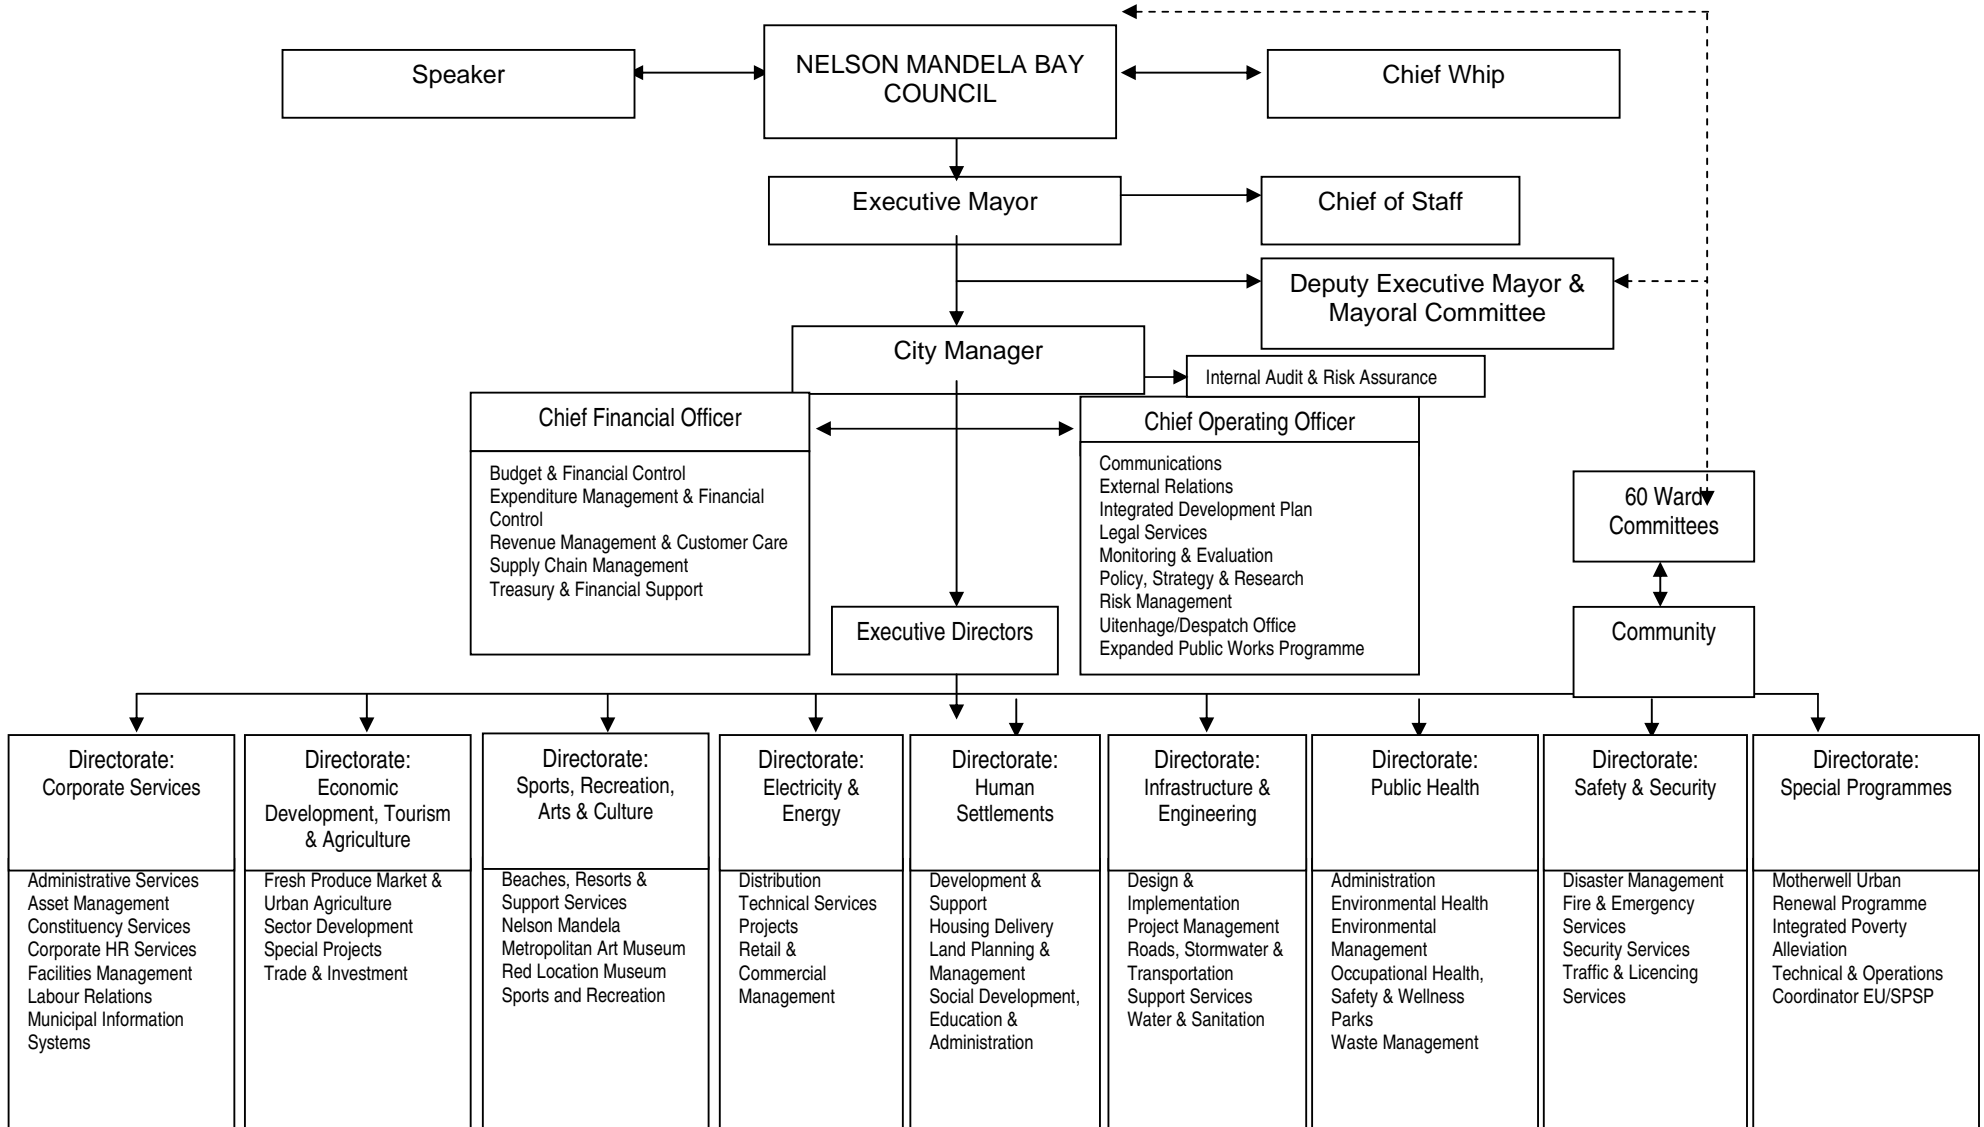 Speaker
NELSON MANDELA BAY
COUNCIL
Chief Whip
Executive Mayor
Chief of Staff
Deputy Executive Mayor &
Mayoral Committee
City Manager
Internal Audit & Risk Assurance
Chief Financial Officer
Budget & Financial Control
Expenditure Management & Financial
Control
Revenue Management & Customer Care
Supply Chain Management
Treasury & Financial Support
Chief Operating Officer
Communications
External Relations
Integrated Development Plan
Legal Services
Monitoring & Evaluation
Policy, Strategy & Research
Risk Management
Uitenhage/Despatch Office
Expanded Public Works Programme
60 Ward
Committees
Community
Executive Directors
Directorate:
Corporate Services
Administrative Services
Asset Management
Constituency Services
Corporate HR Services
Facilities Management
Labour Relations
Municipal Information
Systems
Directorate:
Economic
Development, Tourism
& Agriculture
Fresh Produce Market &
Urban Agriculture
Sector Development
Special Projects
Trade & Investment
Directorate:
Sports, Recreation,
Arts & Culture
Beaches, Resorts &
Support Services
Nelson Mandela
Metropolitan Art Museum
Red Location Museum
Sports and Recreation
Directorate:
Electricity &
Energy
Distribution
Technical Services
Projects
Retail &
Commercial
Management
Directorate:
Human
Settlements
Development &
Support
Housing Delivery
Land Planning &
Management
Social Development,
Education &
Administration
Directorate:
Infrastructure &
Engineering
Design &
Implementation
Project Management
Roads, Stormwater &
Transportation
Support Services
Water & Sanitation
Directorate:
Public Health
Administration
Environmental Health
Environmental
Management
Occupational Health,
Safety & Wellness
Parks
Waste Management
Directorate:
Safety & Security
Disaster Management
Fire & Emergency
Services
Security Services
Traffic & Licencing
Services
Directorate:
Special Programmes
Motherwell Urban
Renewal Programme
Integrated Poverty
Alleviation
Technical & Operations
Coordinator EU/SPSP